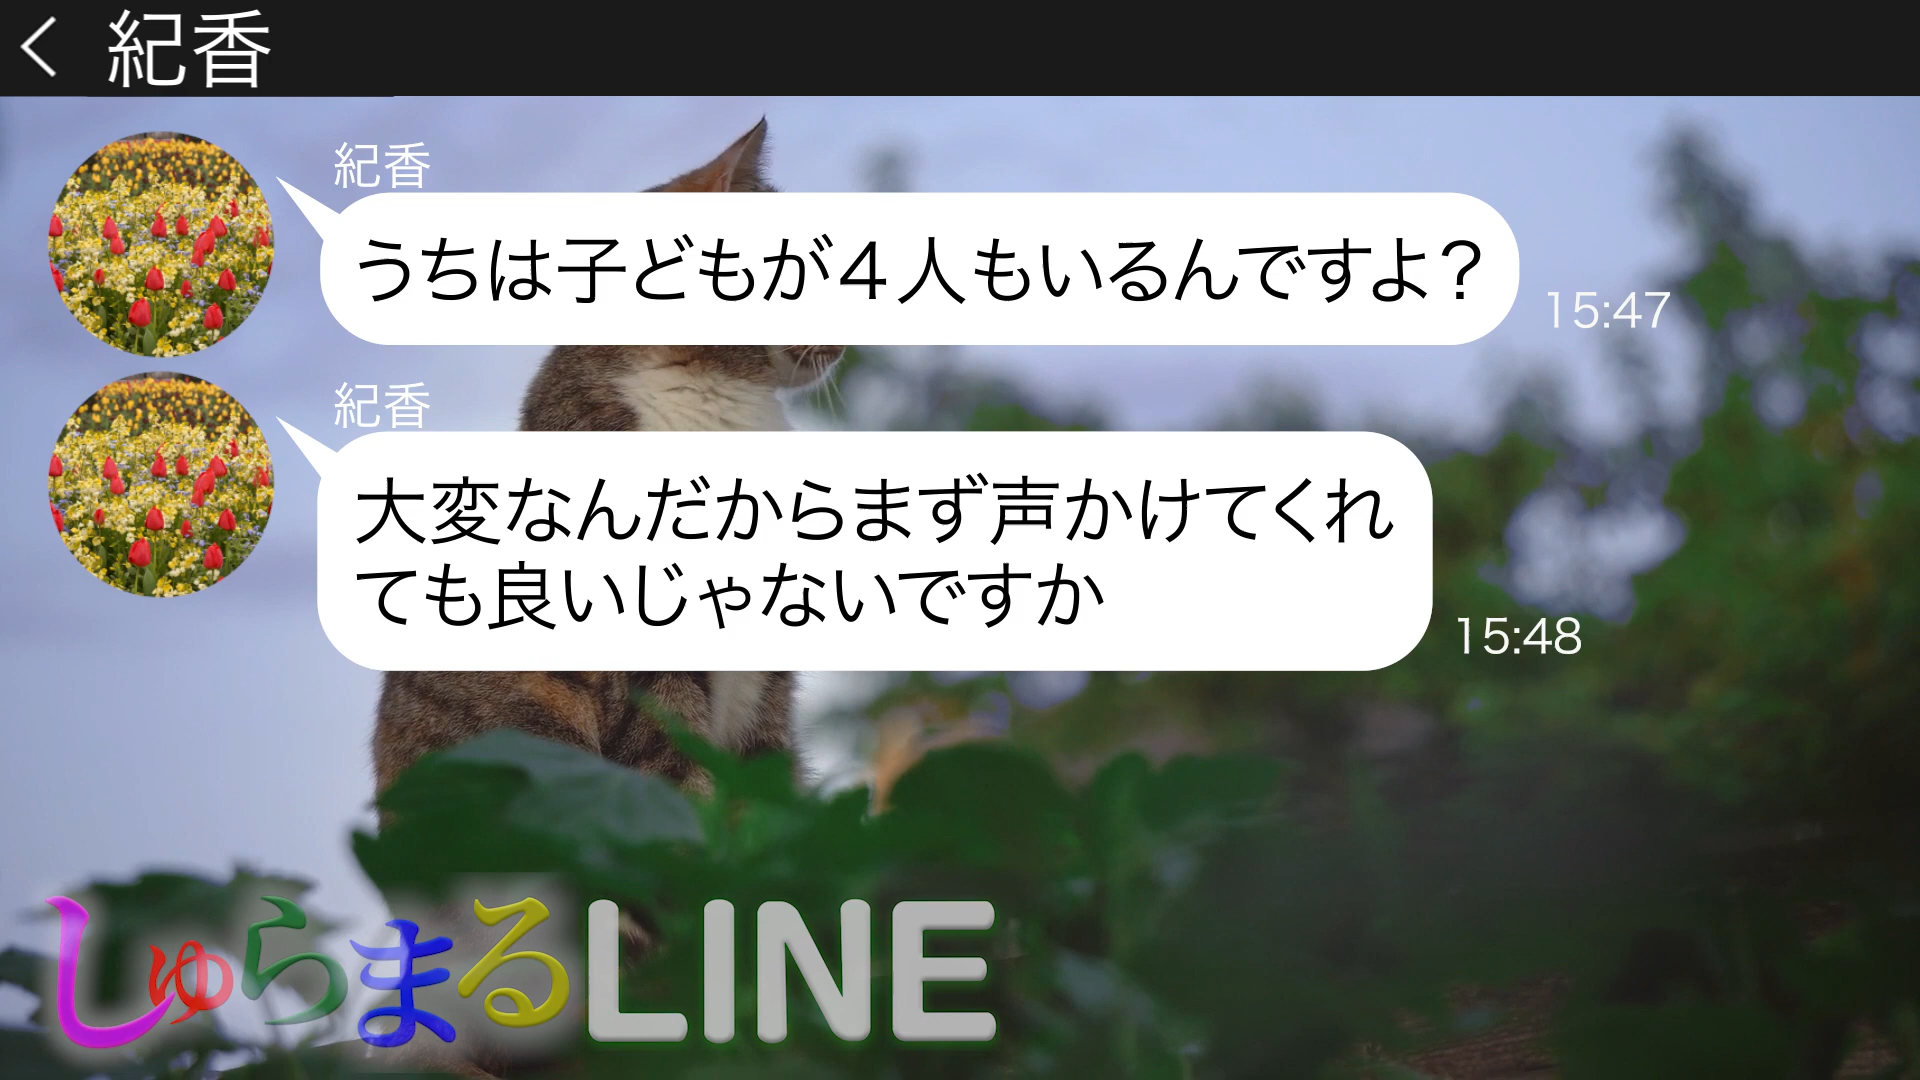 紀香
紀香
うちは子どもが４人もいるんですよ？
15:47
紀香
大変なんだからまず声かけてくれ
ても良いじゃないですか
15:48
しゅらまるLINE